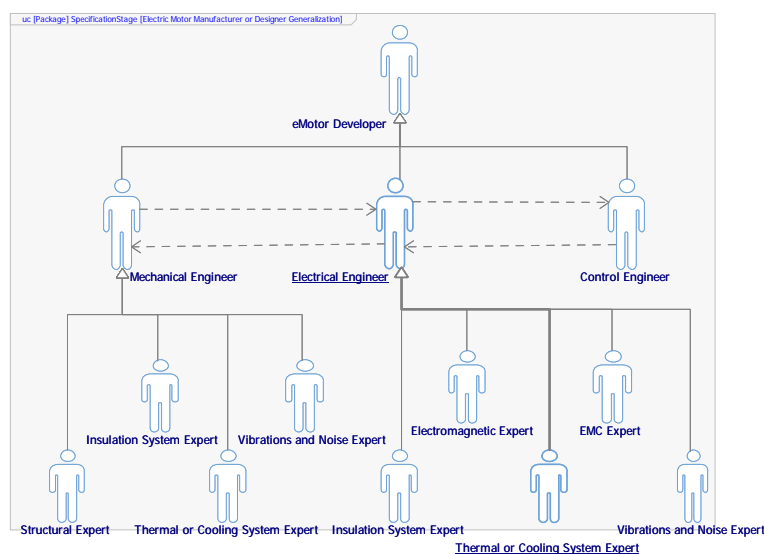 uc [Package] SpecificationStage [Electric Motor Manufacturer or Designer Generalization]
eMotor Developer
Mechanical Engineer
Electrical Engineer
Control Engineer
Insulation System Expert
Vibrations and Noise Expert
Electromagnetic Expert
EMC Expert
Structural Expert
Thermal or Cooling System Expert
Insulation System Expert
Vibrations and Noise Expert
Thermal or Cooling System Expert